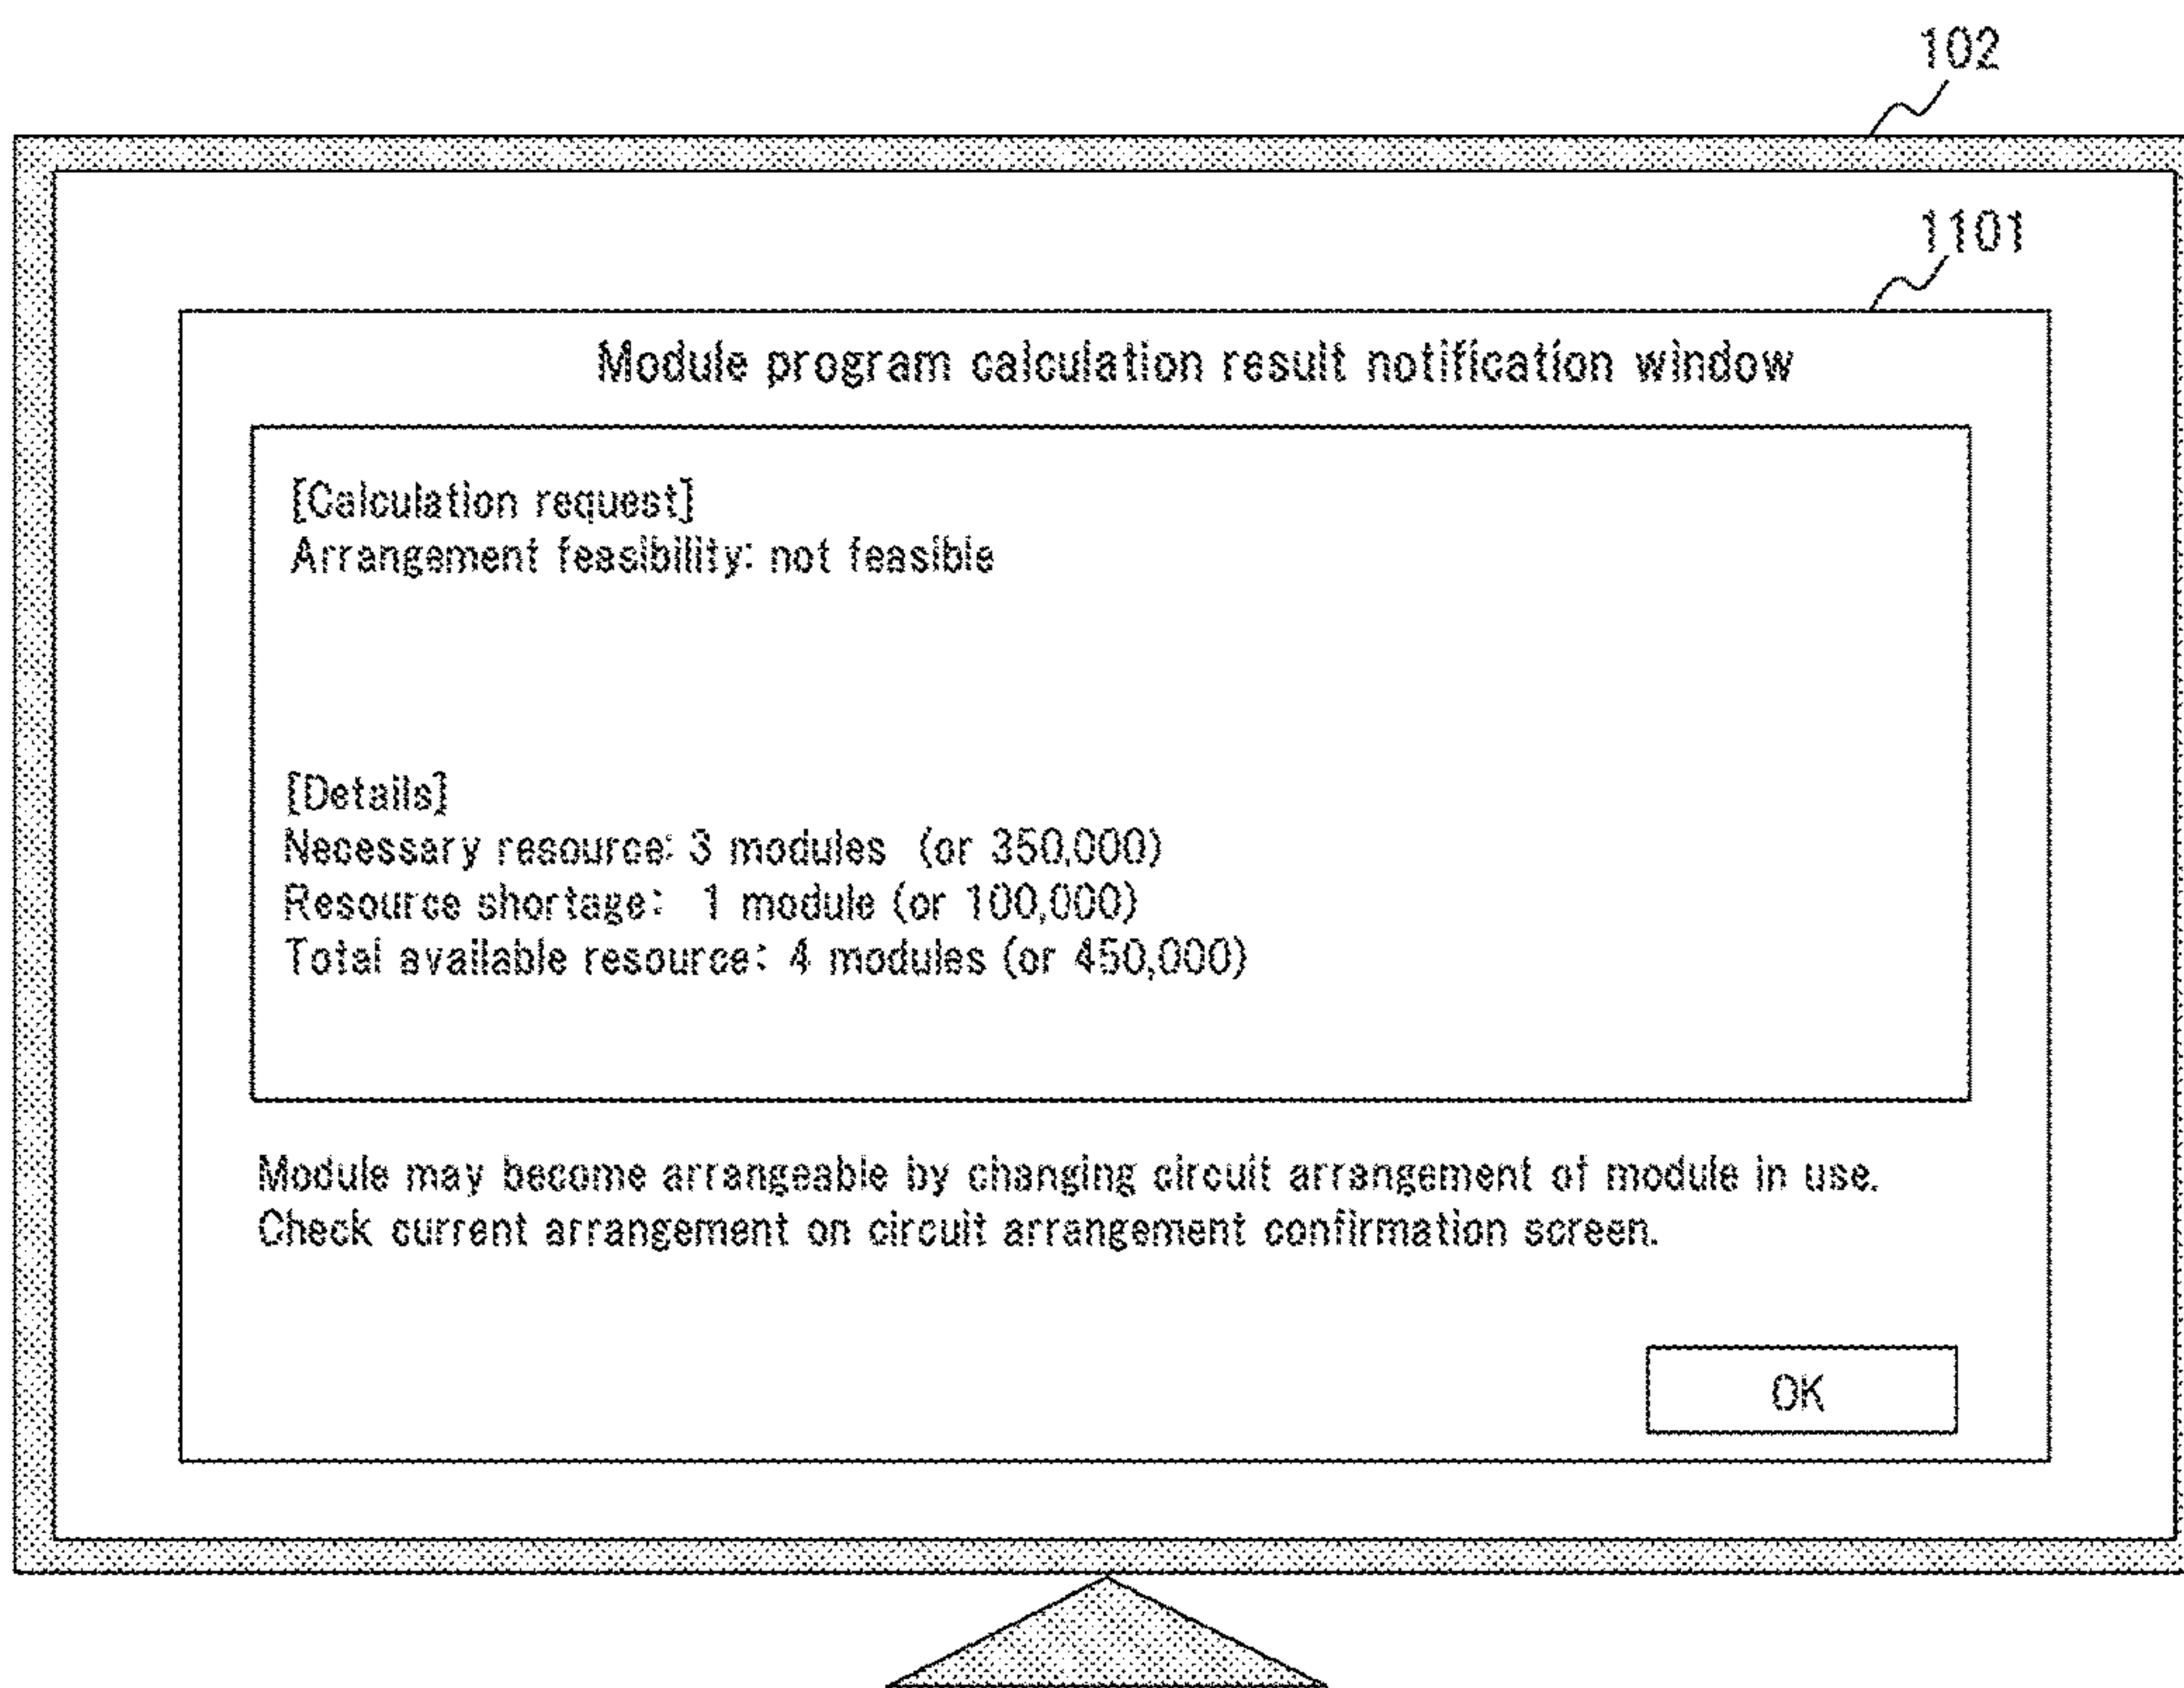 102
1101
Module program calculation result notification window
[Calculation request]
Arrangement feasibility: not feasible
[Details]
Necessary resource: 3 modules (or 350,000)
Resource shortage: 1 module (or 100,000)
Total available resource: 4 modules (or 450,000)
Module may become arrangeable by changing circuit arrangement of module in use.
Check current arrangement on circuit arrangement confirmation screen.
OK